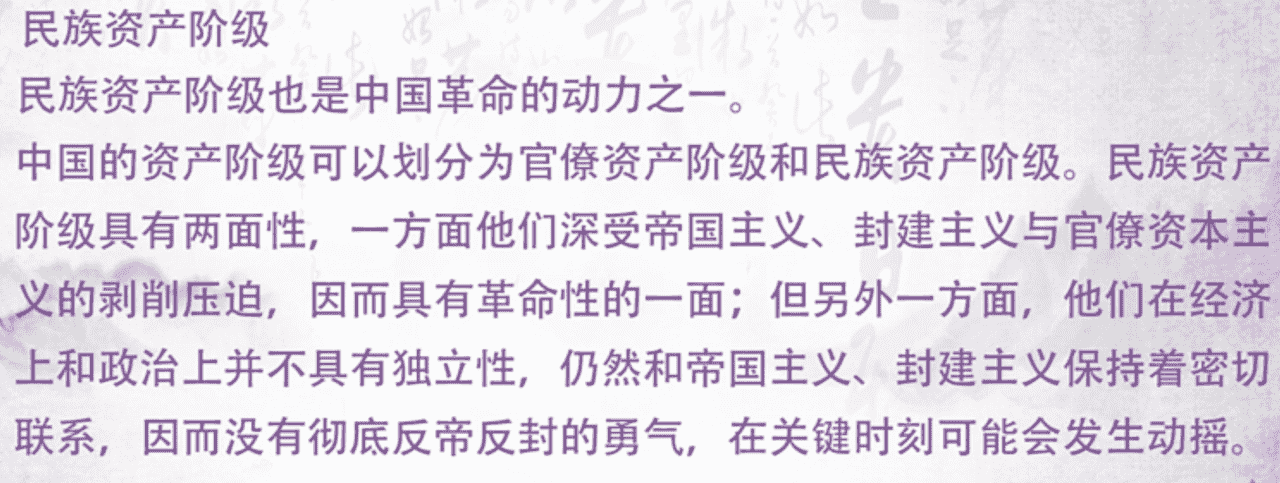 民族资产阶级
民族资产阶级也是中国革命的动力之一。
中国的资产阶级可以划分为官僚资产阶级和民族资产阶级。民族资产
阶级具有两面性，一方面他们深受帝国主义、封建主义与官僚资本主
义的剥削压迫，因而具有革命性的一面；但另外一方面，他们在经济
上和政治上并不具有独立性，仍然和帝国主义、封建主义保持着密切
联系，因而没有彻底反帝反封的勇气，在关键时刻可能会发生动摇。